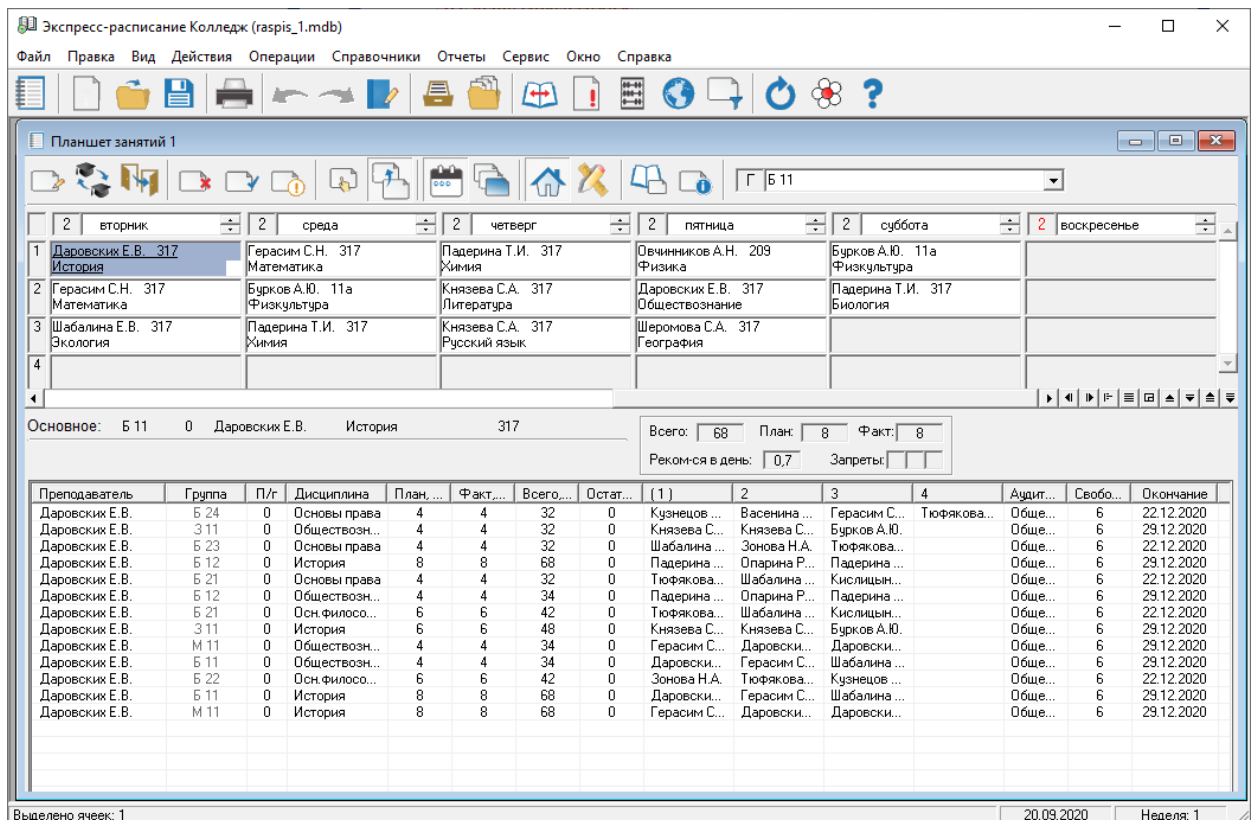 Экспресс-расписание Колледж (raspis_1.mdb)
Файл Правка Вид Действия Операции Справочники Отчеты Сервис Окно Справка
Планшет занятий 1
Г Б 11
2 вторник 2 среда 2 четверг 2 пятница 2 суббота 2 воскресенье
1 Даровских Е.В. 317 Герасим С.Н. 317 Падерина Т.И. 317 Овчинников А.Н. 209 Бурков А.Ю. 11а
История Математика Химия Физика Физкультура
2 Герасим С.Н. 317 Бурков А.Ю. 11а Князева С.А. 317 Даровских Е.В. 317 Падерина Т.И. 317
Математика Физкультура Литература Обществознание Биология
3 Шабалина Е.В. 317 Падерина Т.И. 317 Князева С.А. 317 Шеромова С.А. 317
Экология Химия Русский язык География
4
Основное: Б 11 0 Даровских Е.В. История 317 Всего: 68 План: 8 Факт: 8
Реком-ся в день: 0,7 Запреты:
Преподаватель Группа П/г Дисциплина План, ... Факт,... Всего,... Остат... (1) 2 3 4 Аудит... Свобо... Окончание
Даровских Е.В. Б 24 0 Основы права 4 4 32 0 Кузнецов ... Васенина ... Герасим С... Тюфякова... Обще... 6 22.12.2020
Даровских Е.В. З 11 0 Обществозн... 4 4 32 0 Князева С... Князева С... Бурков А.Ю. Обще... 6 29.12.2020
Даровских Е.В. Б 23 0 Основы права 4 4 32 0 Шабалина ... Зонова Н.А. Тюфякова... Обще... 6 22.12.2020
Даровских Е.В. Б 12 0 История 8 8 68 0 Падерина ... Опарина Р... Падерина ... Обще... 6 29.12.2020
Даровских Е.В. Б 21 0 Основы права 4 4 32 0 Тюфякова... Шабалина ... Кислицын... Обще... 6 22.12.2020
Даровских Е.В. Б 12 0 Обществозн... 4 4 34 0 Падерина ... Опарина Р... Падерина ... Обще... 6 29.12.2020
Даровских Е.В. Б 21 0 Осн.филосо... 6 6 42 0 Тюфякова... Шабалина ... Кислицын... Обще... 6 22.12.2020
Даровских Е.В. З 11 0 История 6 6 48 0 Князева С... Князева С... Бурков А.Ю. Обще... 6 29.12.2020
Даровских Е.В. М 11 0 Обществозн... 4 4 34 0 Герасим С... Даровски... Даровски... Обще... 6 29.12.2020
Даровских Е.В. Б 11 0 Обществозн... 4 4 34 0 Даровски... Герасим С... Шабалина ... Обще... 6 29.12.2020
Даровских Е.В. Б 22 0 Осн.филосо... 6 6 42 0 Зонова Н.А. Тюфякова... Кузнецов ... Обще... 6 22.12.2020
Даровских Е.В. Б 11 0 История 8 8 68 0 Даровски... Герасим С... Шабалина ... Обще... 6 29.12.2020
Даровских Е.В. М 11 0 История 8 8 68 0 Герасим С... Даровски... Даровски... Обще... 6 29.12.2020
Выделено ячеек: 1 20.09.2020 Неделя: 1